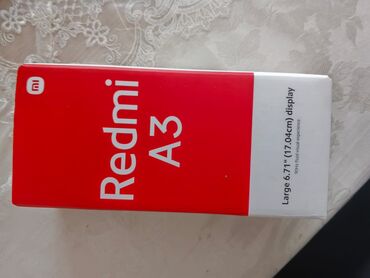 mi
Redmi
A3
Large 6.71" (17.04cm) display